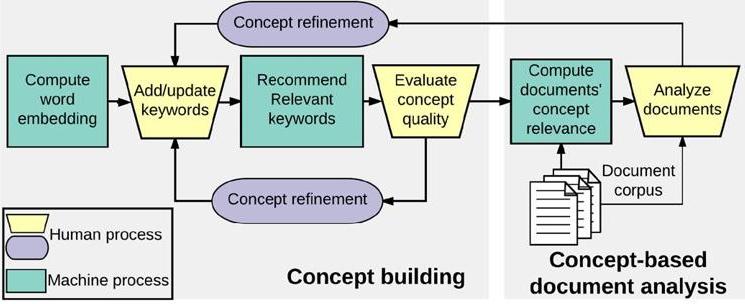 Concept refinement
Compute
word
embedding
Add/update
keywords
Recommend
Relevant
keywords
Evaluate
concept
quality
Compute
documents'
concept
relevance
Analyze
documents
Concept refinement
Document
corpus
Human process
Machine process
Concept building
Concept-based
document analysis